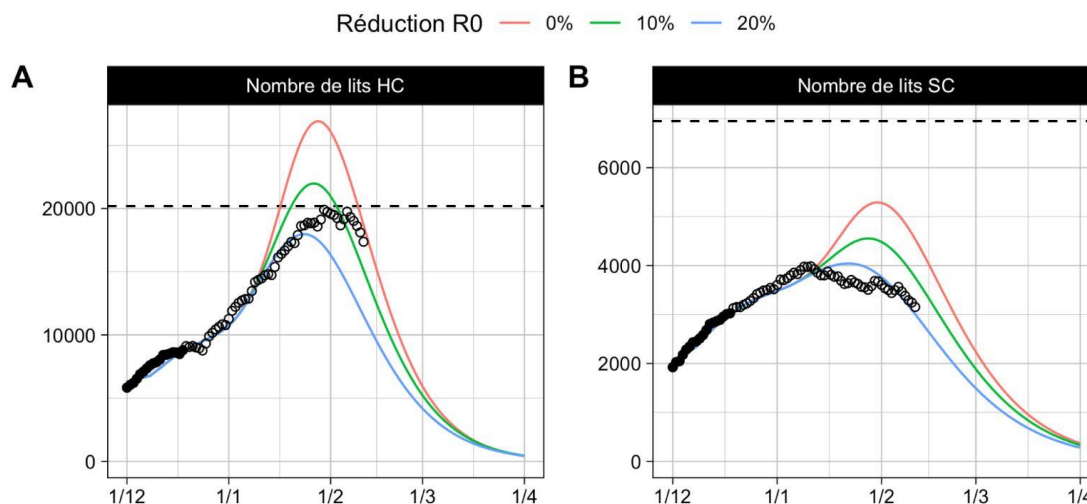 Réduction R0 0% 10% 20%
A
Nombre de lits HC
20000
10000
0
1/12 1/1 1/2 1/3 1/4
B
Nombre de lits SC
6000
4000
2000
0
1/12 1/1 1/2 1/3 1/4